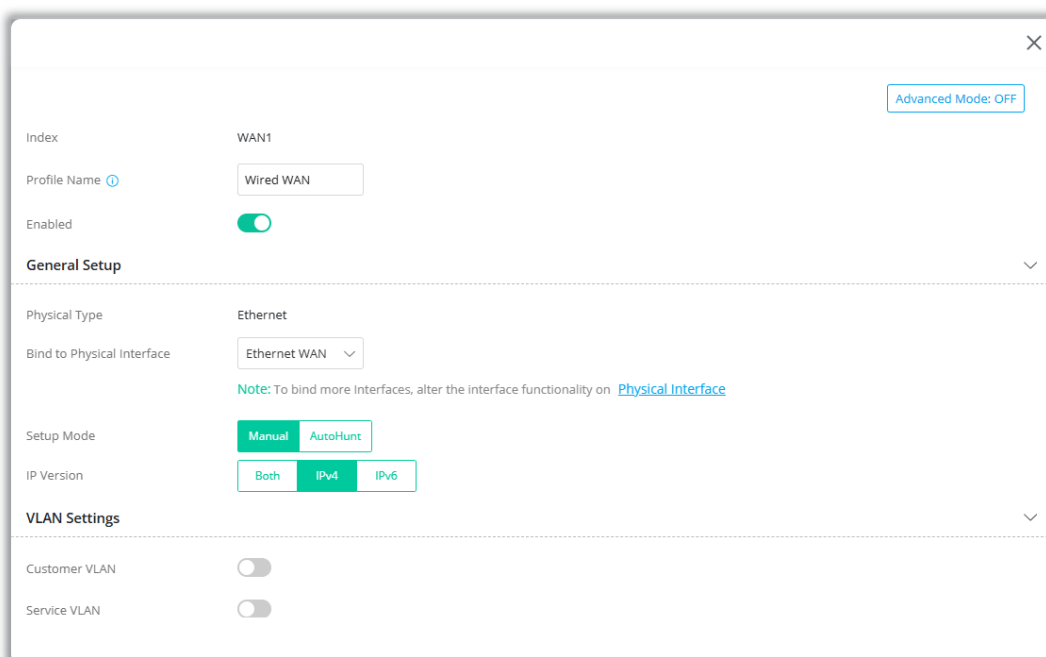 Advanced Mode: OFF
Index WAN1
Profile Name Wired WAN
Enabled
General Setup
Physical Type Ethernet
Bind to Physical Interface Ethernet WAN
Note: To bind more Interfaces, alter the interface functionality on Physical Interface
Setup Mode Manual AutoHunt
IP Version Both IPv4 IPv6
VLAN Settings
Customer VLAN
Service VLAN